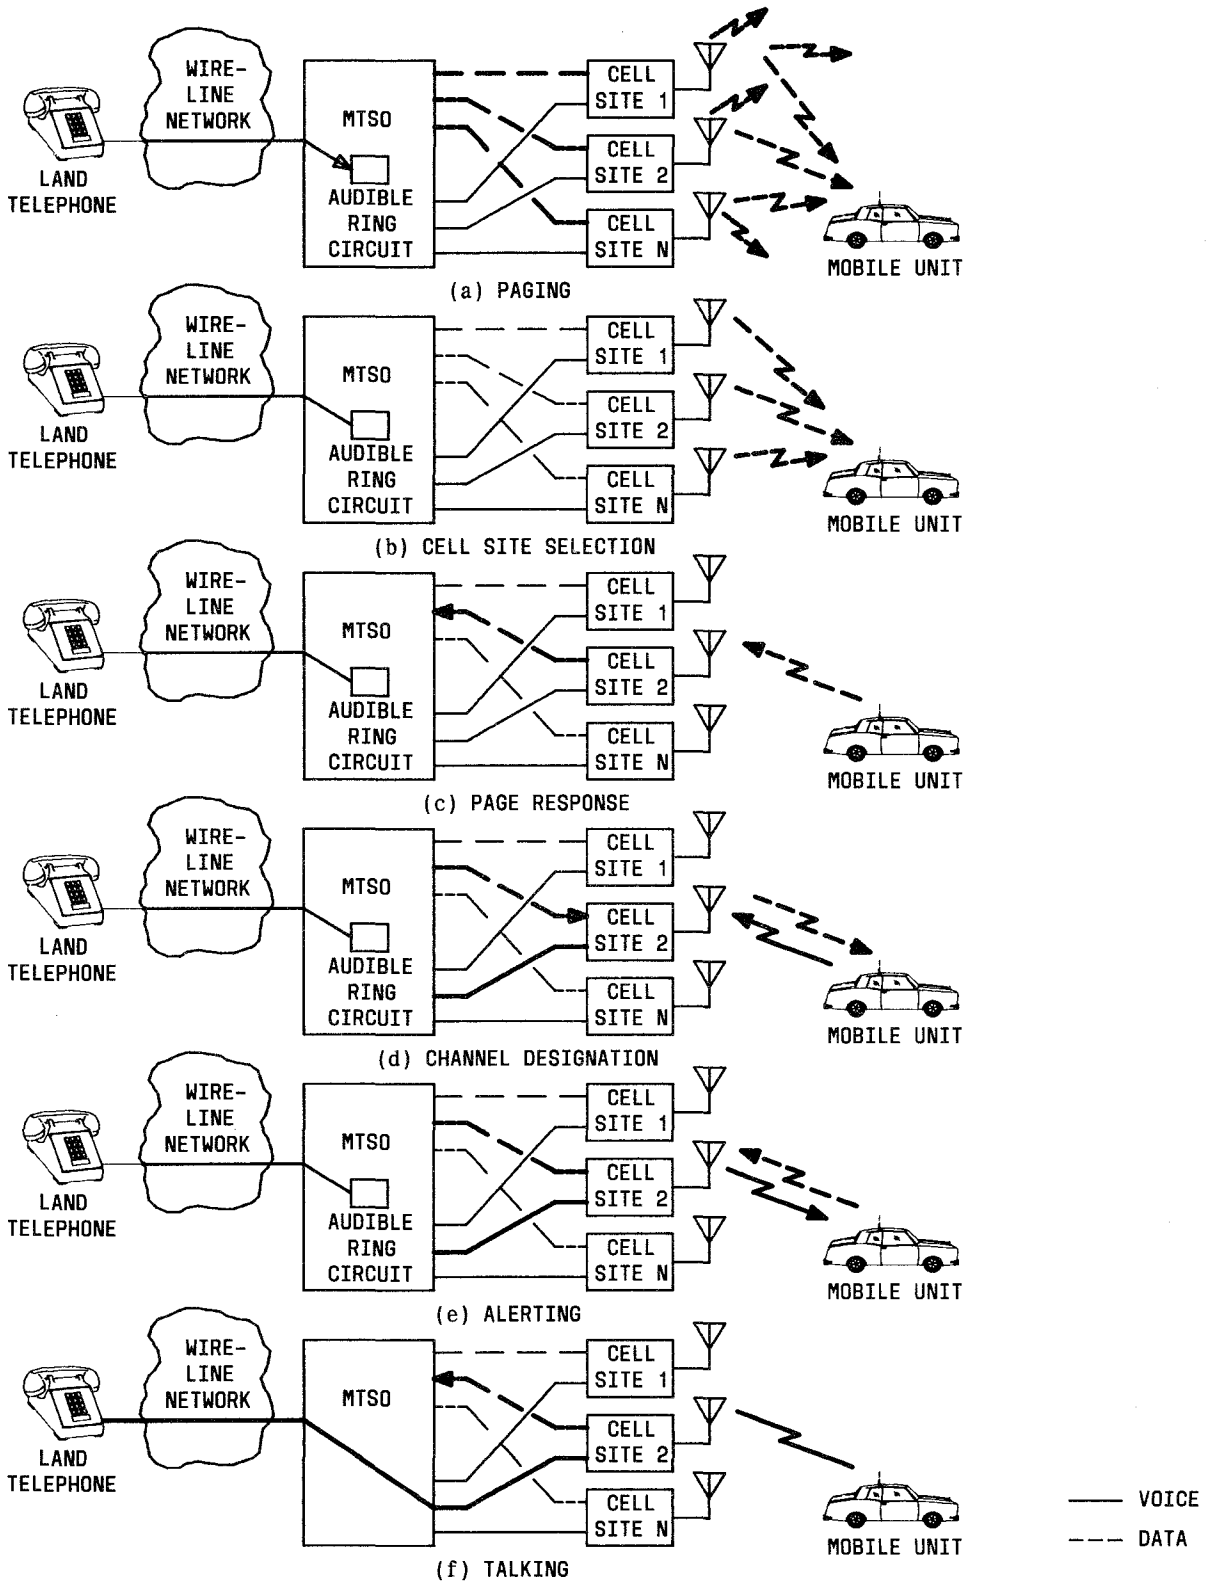 WIRE-
LINE
NETWORK
LAND
TELEPHONE
MTSO
AUDIBLE
RING
CIRCUIT
CELL
SITE 1
CELL
SITE 2
CELL
SITE N
MOBILE UNIT
(a) PAGING
WIRE-
LINE
NETWORK
LAND
TELEPHONE
MTSO
AUDIBLE
RING
CIRCUIT
CELL
SITE 1
CELL
SITE 2
CELL
SITE N
MOBILE UNIT
(b) CELL SITE SELECTION
WIRE-
LINE
NETWORK
LAND
TELEPHONE
MTSO
AUDIBLE
RING
CIRCUIT
CELL
SITE 1
CELL
SITE 2
CELL
SITE N
MOBILE UNIT
(c) PAGE RESPONSE
WIRE-
LINE
NETWORK
LAND
TELEPHONE
MTSO
AUDIBLE
RING
CIRCUIT
CELL
SITE 1
CELL
SITE 2
CELL
SITE N
MOBILE UNIT
(d) CHANNEL DESIGNATION
WIRE-
LINE
NETWORK
LAND
TELEPHONE
MTSO
AUDIBLE
RING
CIRCUIT
CELL
SITE 1
CELL
SITE 2
CELL
SITE N
MOBILE UNIT
(e) ALERTING
WIRE-
LINE
NETWORK
LAND
TELEPHONE
MTSO
CELL
SITE 1
CELL
SITE 2
CELL
SITE N
MOBILE UNIT
(f) TALKING
VOICE
DATA